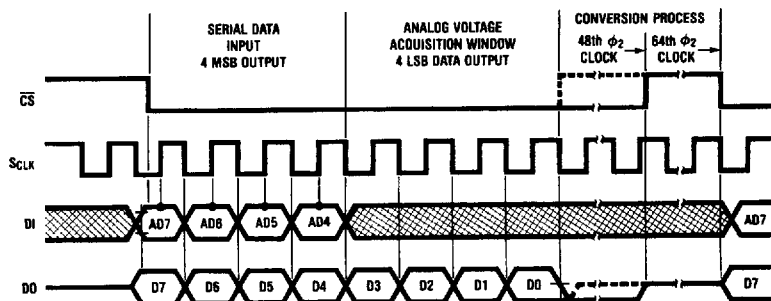 SERIAL DATA
INPUT
4 MSB OUTPUT
ANALOG VOLTAGE
ACQUISITION WINDOW
4 LSB DATA OUTPUT
CONVERSION PROCESS
48th ϕ2 CLOCK
64th ϕ2 CLOCK
CS
SCLK
DI AD7 AD6 AD5 AD4 AD7
DO D7 D6 D5 D4 D3 D2 D1 D0 D7